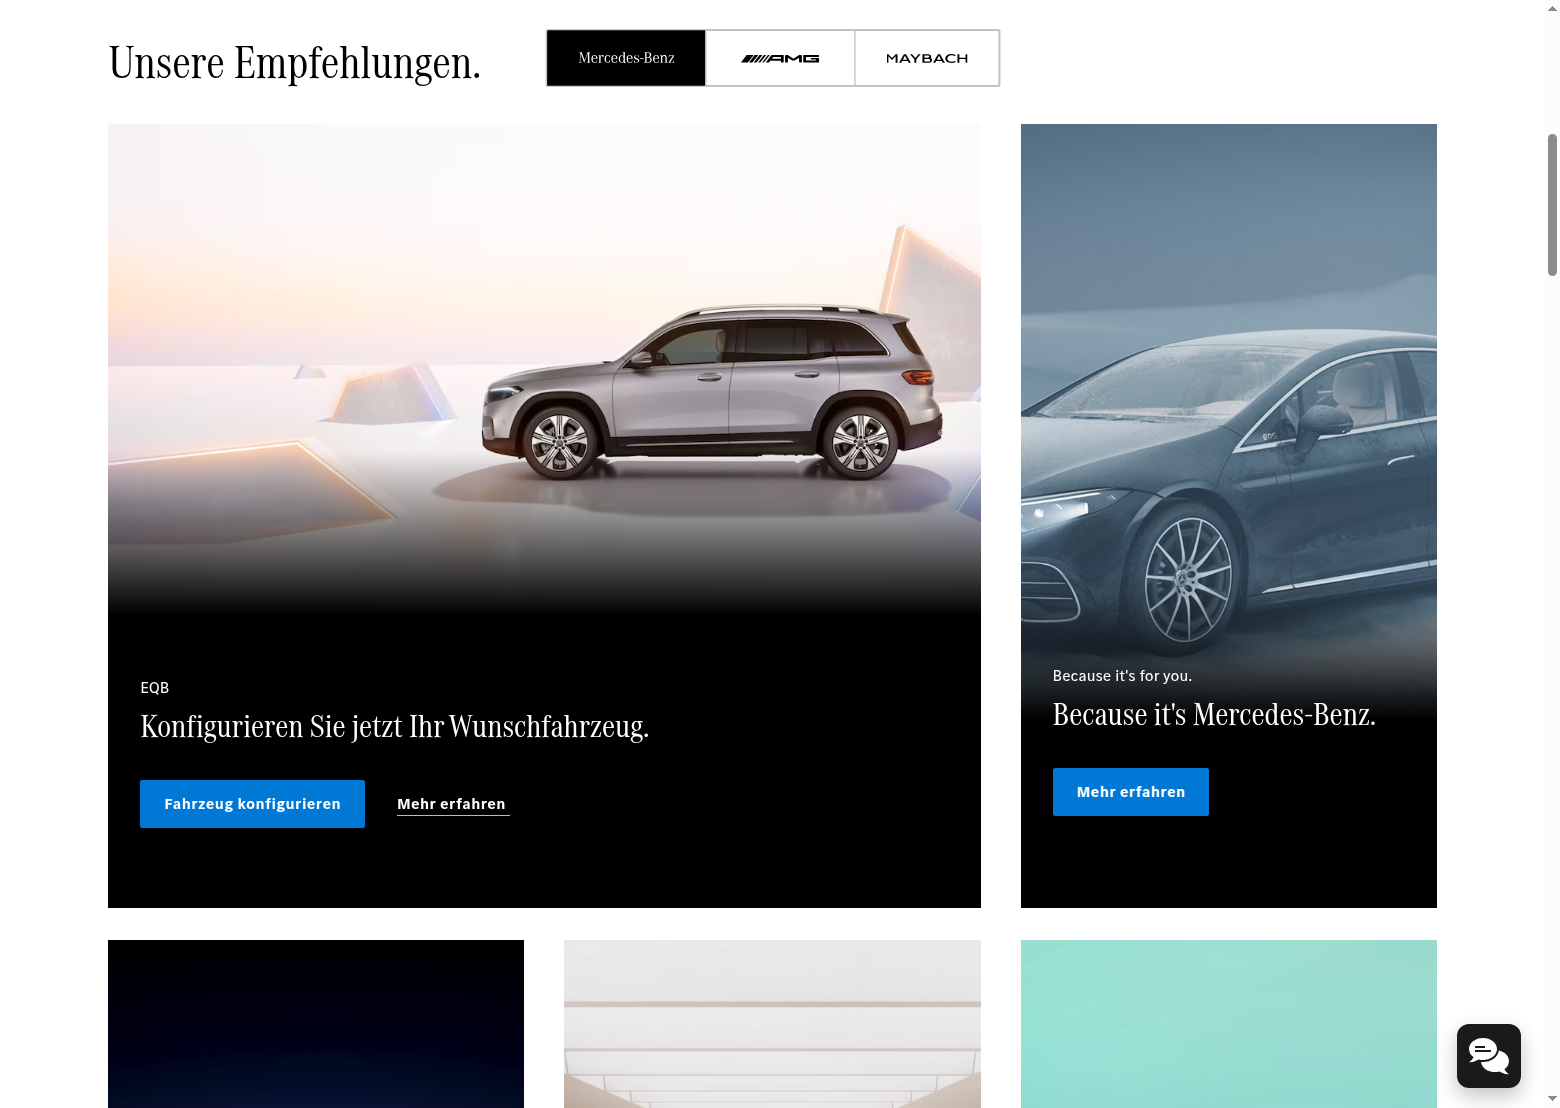 Unsere Empfehlungen.
Mercedes-Benz
AMG
MAYBACH
EQB
Konfigurieren Sie jetzt Ihr Wunschfahrzeug.
Fahrzeug konfigurieren
Mehr erfahren
Because it's for you.
Because it's Mercedes-Benz.
Mehr erfahren